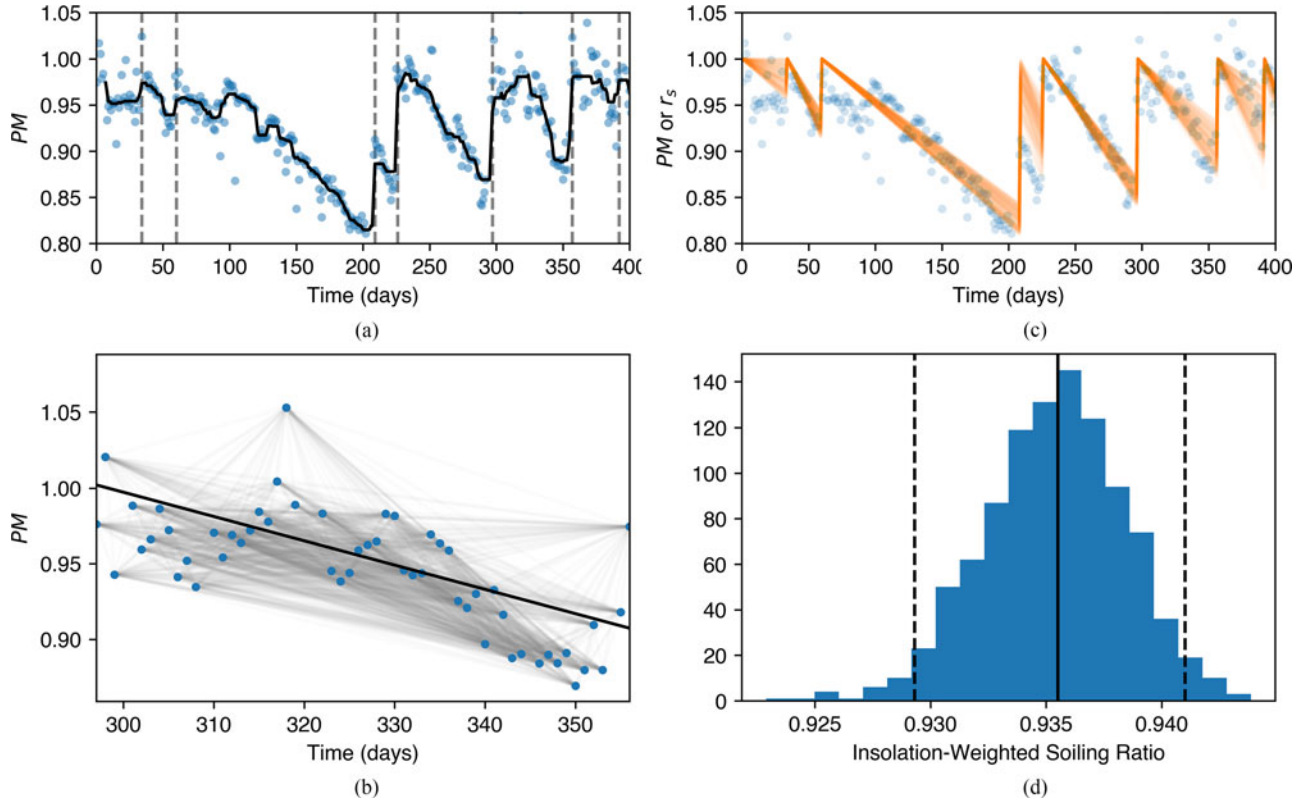 1.05
1.00
0.95
0.90
0.85
0.80
PM
0 50 100 150 200 250 300 350 400
Time (days)
(a)
1.05
1.00
0.95
0.90
0.85
0.80
PM or rs
0 50 100 150 200 250 300 350 400
Time (days)
(c)
1.05
1.00
0.95
0.90
PM
300 310 320 330 340 350
Time (days)
(b)
140
120
100
80
60
40
20
0
0.925 0.930 0.935 0.940
Insolation-Weighted Soiling Ratio
(d)